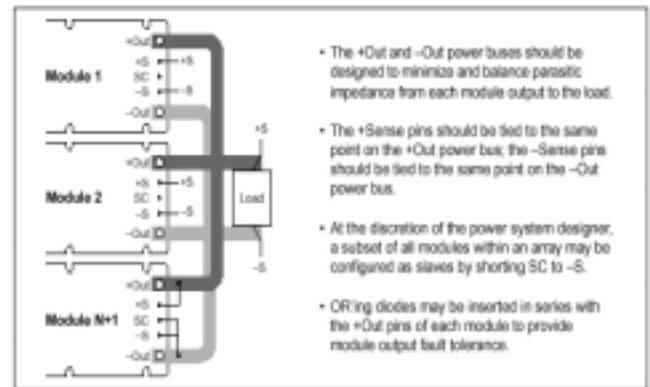 +Out
+S
+S
Module 1
SC
–S
–S
–Out
+S
+Out
+S
+S
Module 2
SC
Load
–S
–S
–Out
–S
+Out
+S
Module N+1
SC
–S
–Out
• The +Out and –Out power buses should be
designed to minimize and balance parasitic
impedance from each module output to the load.
• The +Sense pins should be tied to the same
point on the +Out power bus; the –Sense pins
should be tied to the same point on the –Out
power bus.
• At the discretion of the power system designer,
a subset of all modules within an array may be
configured as slaves by shorting SC to –S.
• OR'ing diodes may be inserted in series with
the +Out pins of each module to provide
module output fault tolerance.